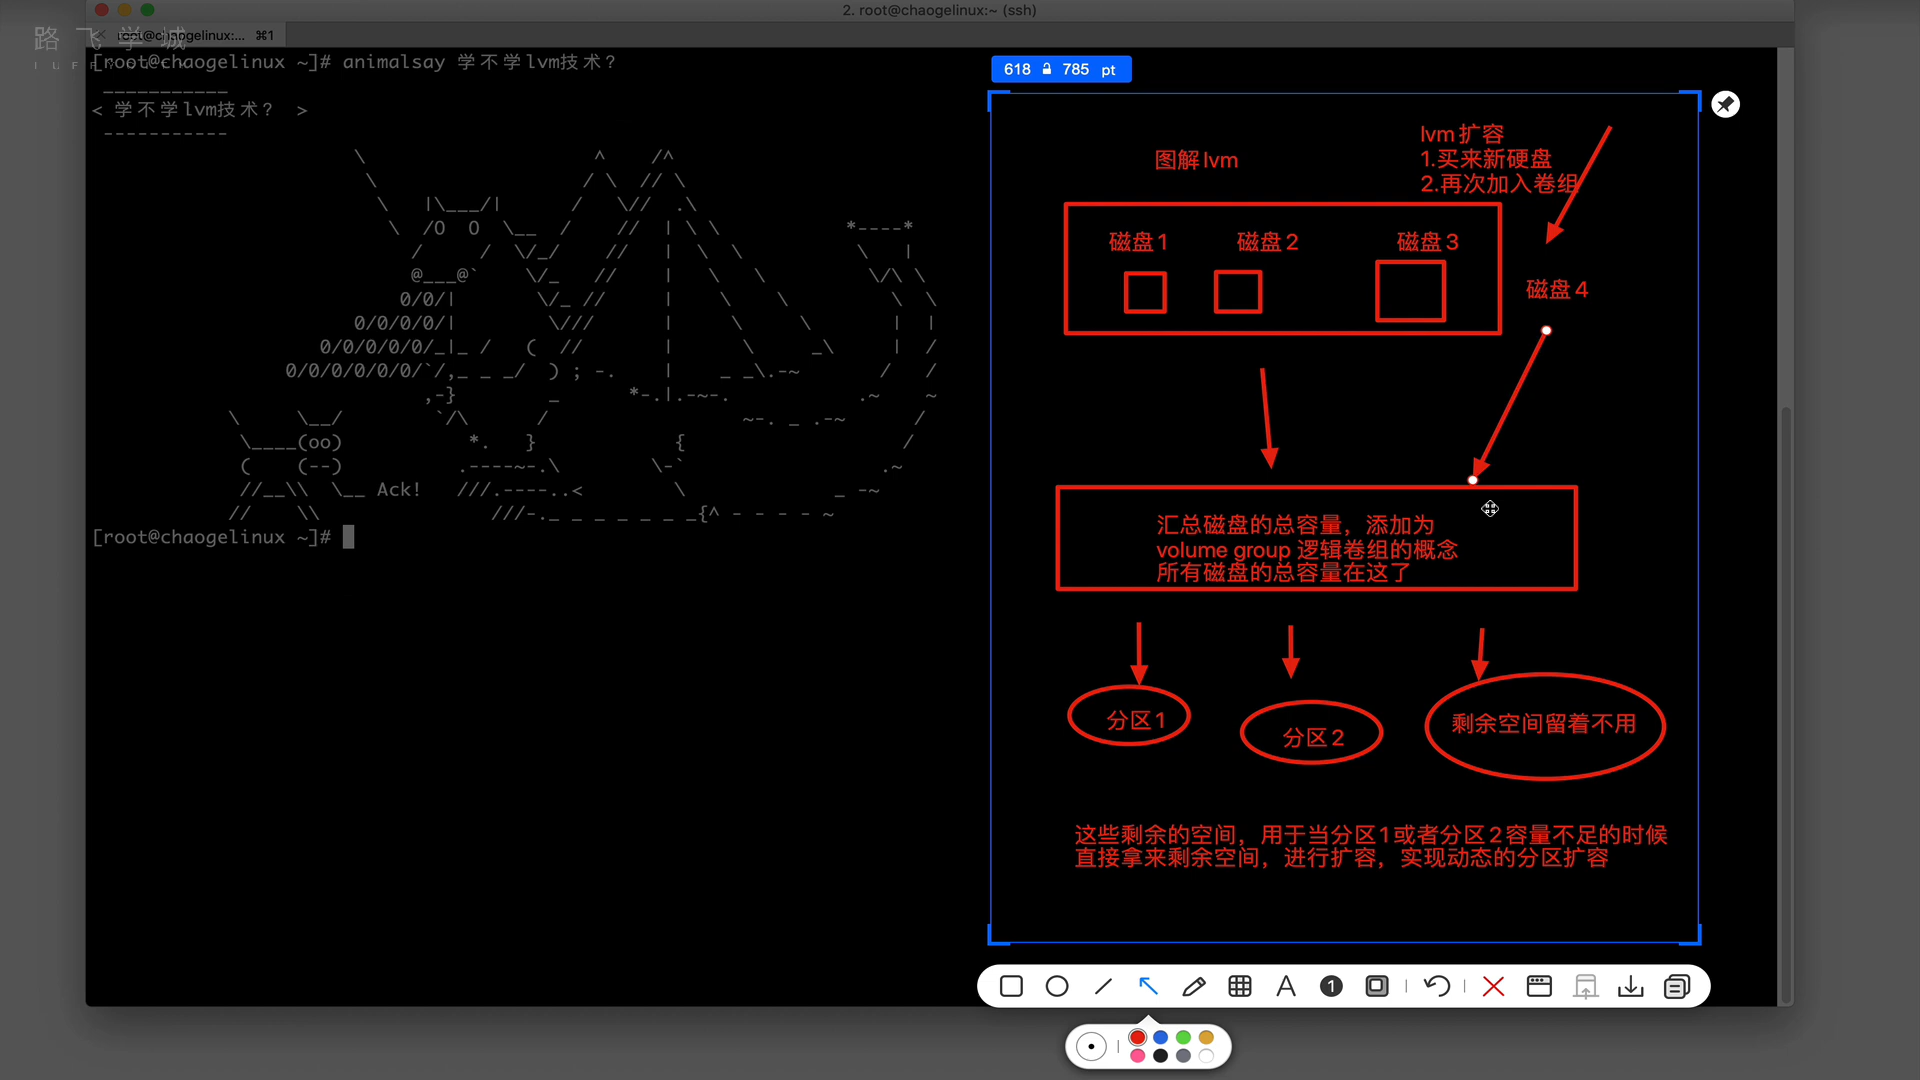 2. root@chaogelinux:~ (ssh)
root@chaogelinux:... ⌘1
路飞学城
[root@chaogelinux ~]# animalsay 学不学lvm技术?
< 学不学lvm技术? >
Ack!
[root@chaogelinux ~]#
618 785 pt
图解lvm
lvm扩容
1.买来新硬盘
2.再次加入卷组
磁盘1 磁盘2 磁盘3
磁盘4
汇总磁盘的总容量，添加为
volume group 逻辑卷组的概念
所有磁盘的总容量在这了
分区1
分区2
剩余空间留着不用
这些剩余的空间，用于当分区1或者分区2容量不足的时候
直接拿来剩余空间，进行扩容，实现动态的分区扩容